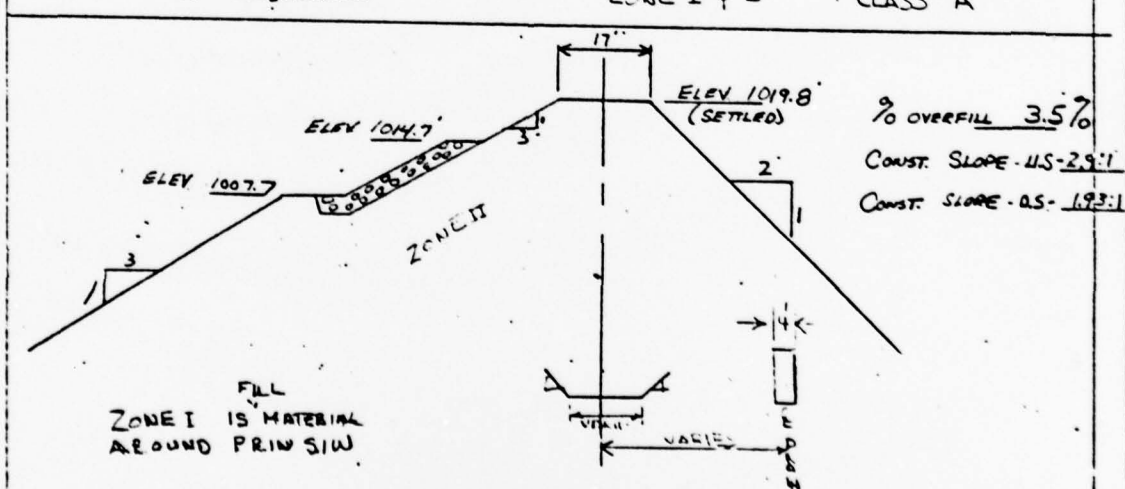 CLASS A
17'
ELEV 1019.8'
(SETTLED)
% OVERFILL 3.5%
ELEV 1014.7'
3'
1
CONST. SLOPE - U.S - 2.9:1
ELEV 1007.7
2'
1
CONST. SLOPE - D.S - 1.93:1
ZONE II
3
1
4'
FILL
ZONE I IS MATERIAL
AROUND PRIN S/W
VARIES